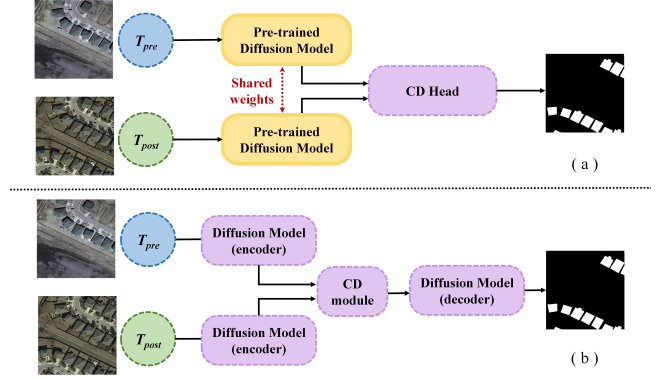 T_pre
Pre-trained
Diffusion Model
Shared
weights
CD Head
T_post
Pre-trained
Diffusion Model
( a )
T_pre
Diffusion Model
(encoder)
CD
module
Diffusion Model
(decoder)
T_post
Diffusion Model
(encoder)
( b )